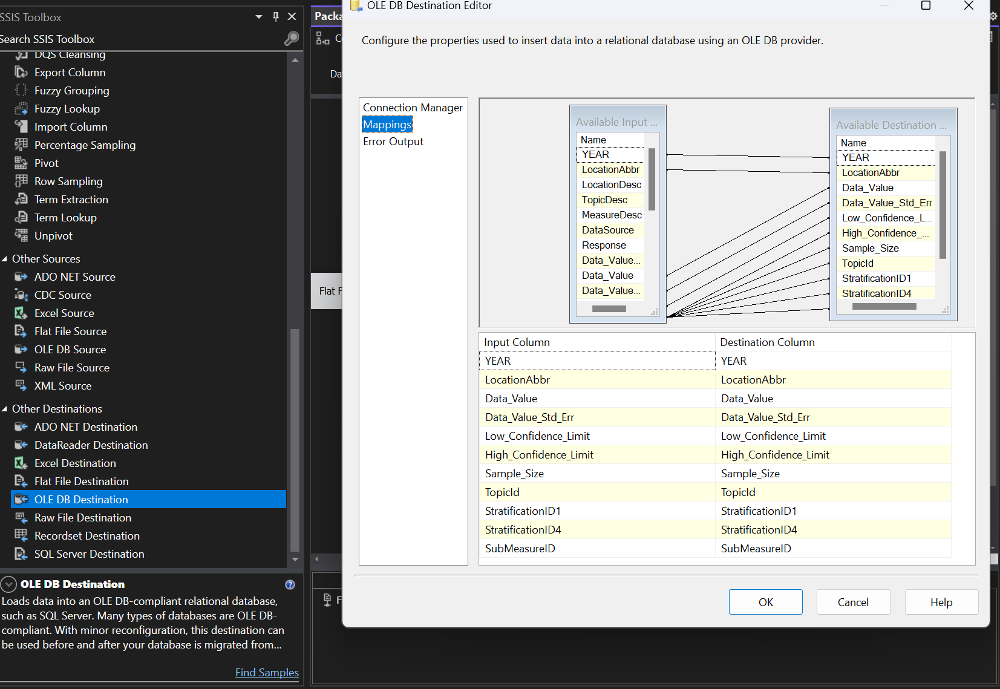 SSIS Toolbox
Search SSIS Toolbox
DQS Cleansing
Export Column
Fuzzy Grouping
Fuzzy Lookup
Import Column
Percentage Sampling
Pivot
Row Sampling
Term Extraction
Term Lookup
Unpivot
Other Sources
ADO NET Source
CDC Source
Excel Source
Flat File Source
OLE DB Source
Raw File Source
XML Source
Other Destinations
ADO NET Destination
DataReader Destination
Excel Destination
Flat File Destination
OLE DB Destination
Raw File Destination
Recordset Destination
SQL Server Destination
OLE DB Destination
Loads data into an OLE DB-compliant relational database,
such as SQL Server. Many types of databases are OLE DB-
compliant. With minor reconfiguration, this destination can
be used before and after your database is migrated from...
Find Samples
Packa
Da
Flat F
F
OLE DB Destination Editor
Configure the properties used to insert data into a relational database using an OLE DB provider.
Connection Manager
Mappings
Error Output
Available Input ...
Name
YEAR
LocationAbbr
LocationDesc
TopicDesc
MeasureDesc
DataSource
Response
Data_Value...
Data_Value
Data_Value...
Available Destination ...
Name
YEAR
LocationAbbr
Data_Value
Data_Value_Std_Err
Low_Confidence_L...
High_Confidence_...
Sample_Size
TopicId
StratificationID1
StratificationID4
Input Column Destination Column
YEAR YEAR
LocationAbbr LocationAbbr
Data_Value Data_Value
Data_Value_Std_Err Data_Value_Std_Err
Low_Confidence_Limit Low_Confidence_Limit
High_Confidence_Limit High_Confidence_Limit
Sample_Size Sample_Size
TopicId TopicId
StratificationID1 StratificationID1
StratificationID4 StratificationID4
SubMeasureID SubMeasureID
OK Cancel Help